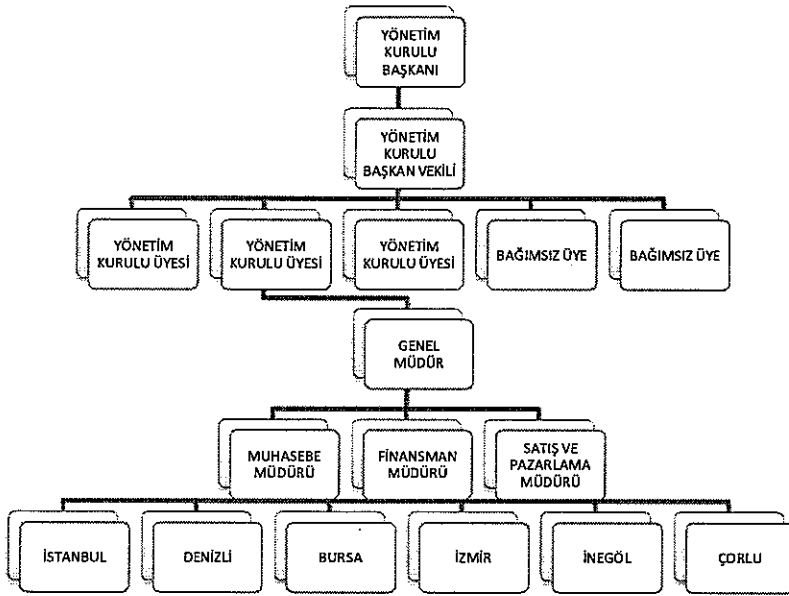 YÖNETİM
KURULU
BAŞKANI
YÖNETİM
KURULU
BAŞKAN VEKİLİ
YÖNETİM
KURULU ÜYESİ
YÖNETİM
KURULU ÜYESİ
YÖNETİM
KURULU ÜYESİ
BAĞIMSIZ ÜYE
BAĞIMSIZ ÜYE
GENEL
MÜDÜR
MUHASEBE
MÜDÜRÜ
FİNANSMAN
MÜDÜRÜ
SATIŞ VE
PAZARLAMA
MÜDÜRÜ
İSTANBUL
DENİZLİ
BURSA
İZMİR
İNEGÖL
ÇORLU